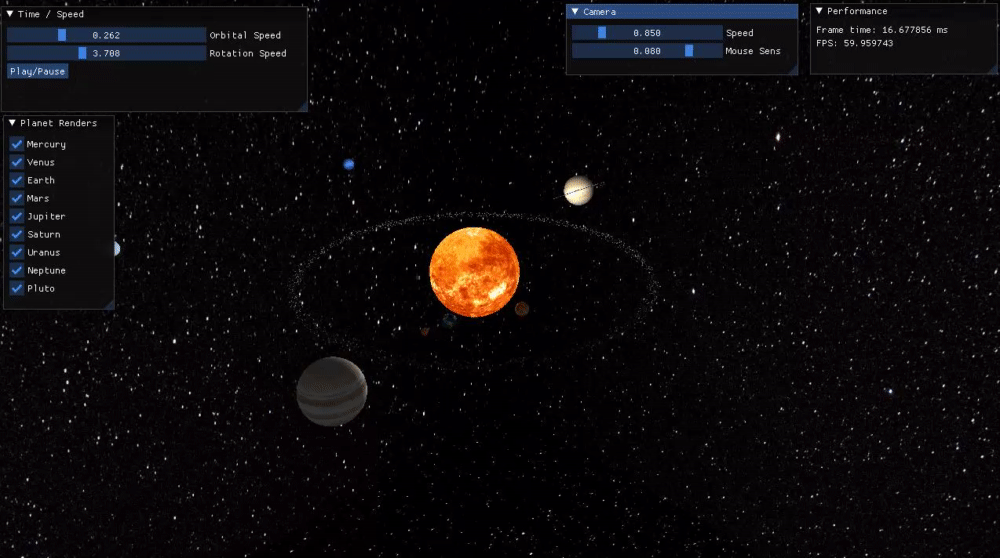 Time / Speed
0.262 Orbital Speed
3.708 Rotation Speed
Play/Pause
Planet Renders
Mercury
Venus
Earth
Mars
Jupiter
Saturn
Uranus
Neptune
Pluto
Camera
0.850 Speed
0.080 Mouse Sens
Performance
Frame time: 16.677856 ms
FPS: 59.959743